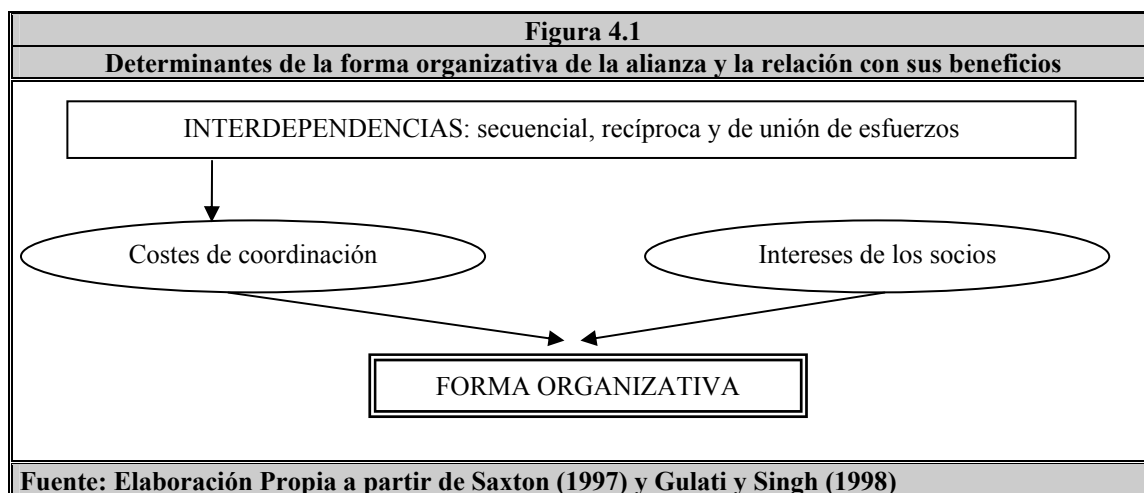 Figura 4.1
Determinantes de la forma organizativa de la alianza y la relación con sus beneficios
INTERDEPENDENCIAS: secuencial, recíproca y de unión de esfuerzos
Costes de coordinación
Intereses de los socios
FORMA ORGANIZATIVA
Fuente: Elaboración Propia a partir de Saxton (1997) y Gulati y Singh (1998)